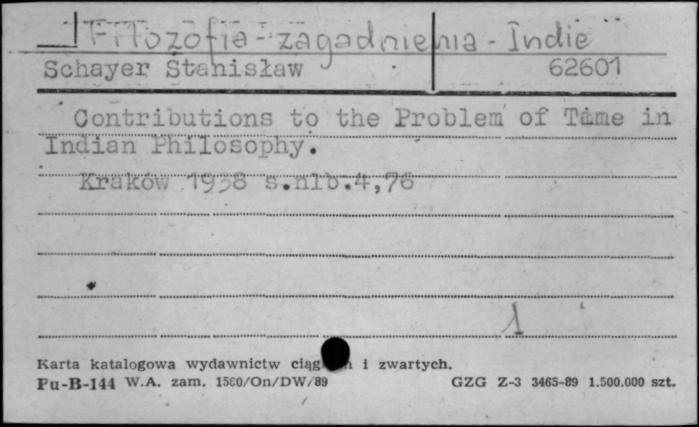 Filozofia - zagadnienia - Indie
Schayer Stanisław 62601
Contributions to the Problem of Time in
Indian Philosophy.
Kraków 1938 s.nlb.4,76
1
Karta katalogowa wydawnictw i zwartych.
Pu-B-144 W.A. zam. 1580/On/DW/89 GZG Z-3 3465-89 1.500.000 szt.